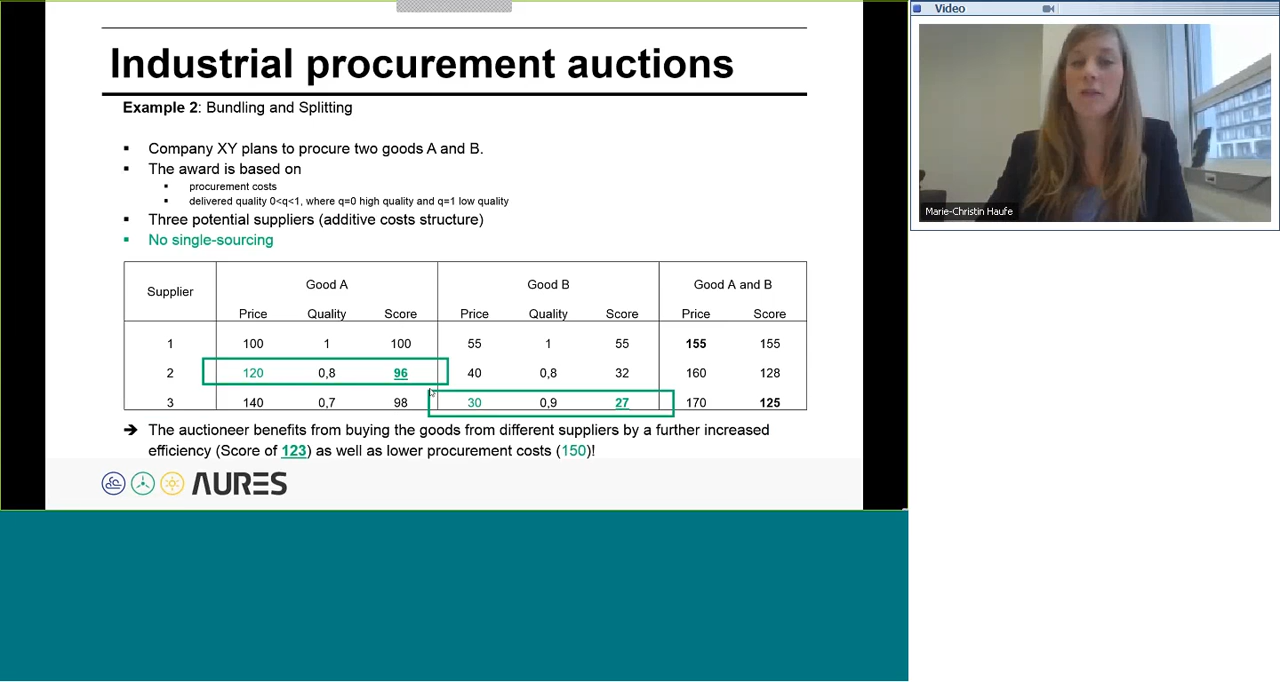 Industrial procurement auctions
Example 2: Bundling and Splitting
▪ Company XY plans to procure two goods A and B.
▪ The award is based on
▪ procurement costs
▪ delivered quality 0<q<1, where q=0 high quality and q=1 low quality
▪ Three potential suppliers (additive costs structure)
▪ No single-sourcing
Supplier Good A Good B Good A and B
Price Quality Score Price Quality Score Price Score
1 100 1 100 55 1 55 155 155
2 120 0,8 96 40 0,8 32 160 128
3 140 0,7 98 30 0,9 27 170 125
➔ The auctioneer benefits from buying the goods from different suppliers by a further increased
efficiency (Score of 123) as well as lower procurement costs (150)!
AURES
Video
Marie-Christin Haufe